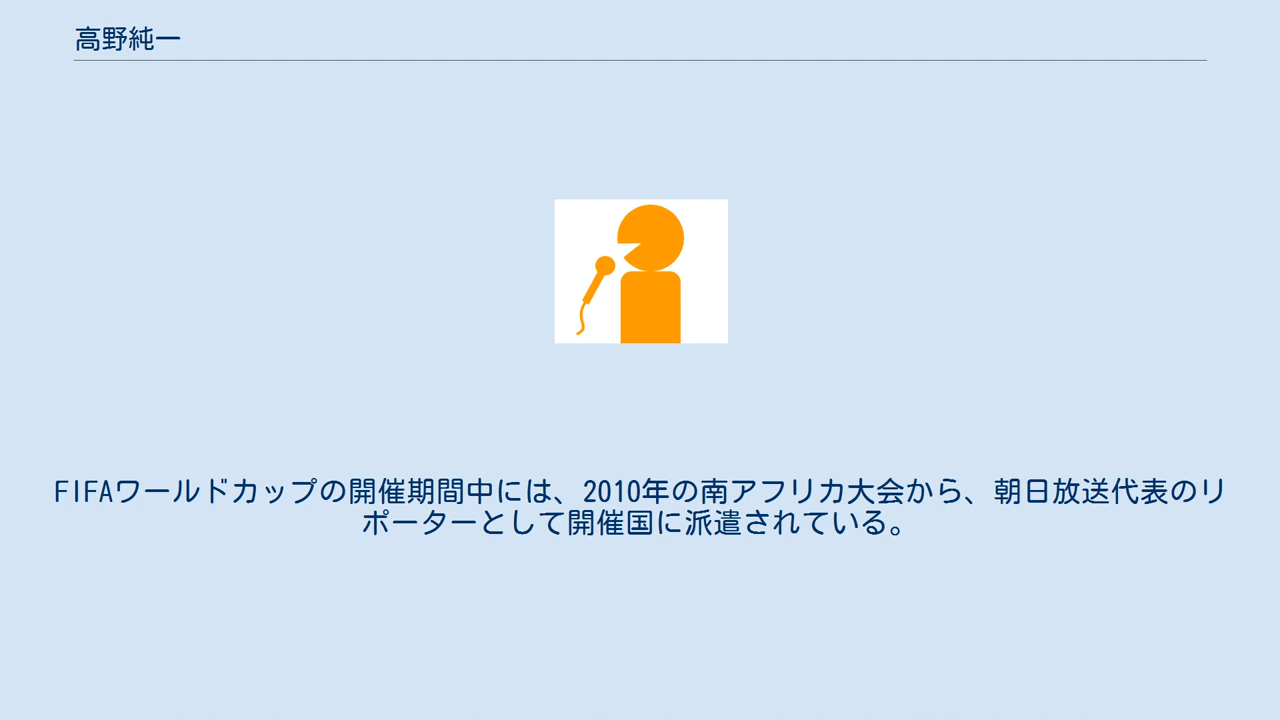 高野純一
FIFAワールドカップの開催期間中には、2010年の南アフリカ大会から、朝日放送代表のリ
ポーターとして開催国に派遣されている。